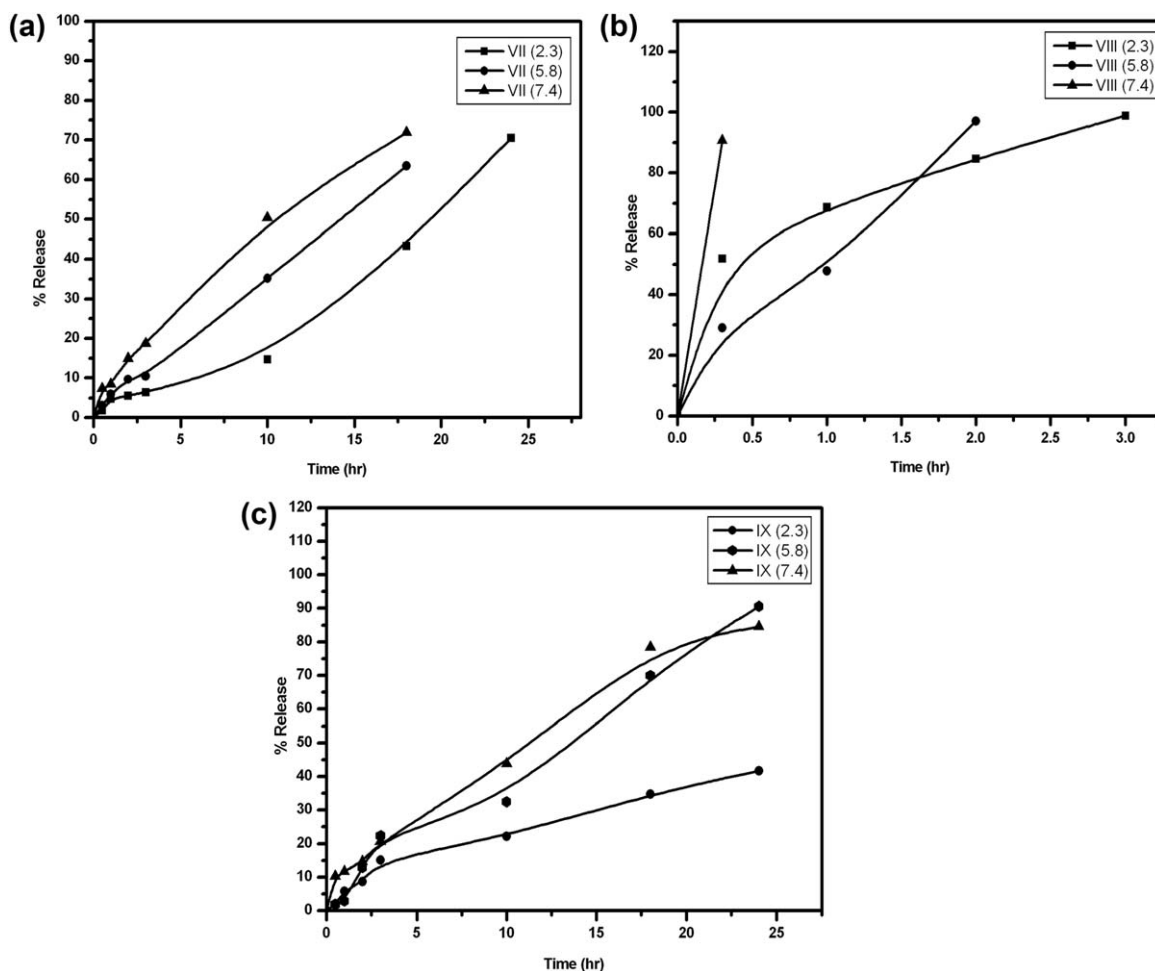 (a)
100
90
80
70
60
50
40
30
20
10
0
% Release
VII (2.3)
VII (5.8)
VII (7.4)
0 5 10 15 20 25
Time (hr)
(b)
120
100
80
60
40
20
0
% Release
VIII (2.3)
VIII (5.8)
VIII (7.4)
0.0 0.5 1.0 1.5 2.0 2.5 3.0
Time (hr)
(c)
120
110
100
90
80
70
60
50
40
30
20
10
0
% Release
IX (2.3)
IX (5.8)
IX (7.4)
0 5 10 15 20 25
Time (hr)